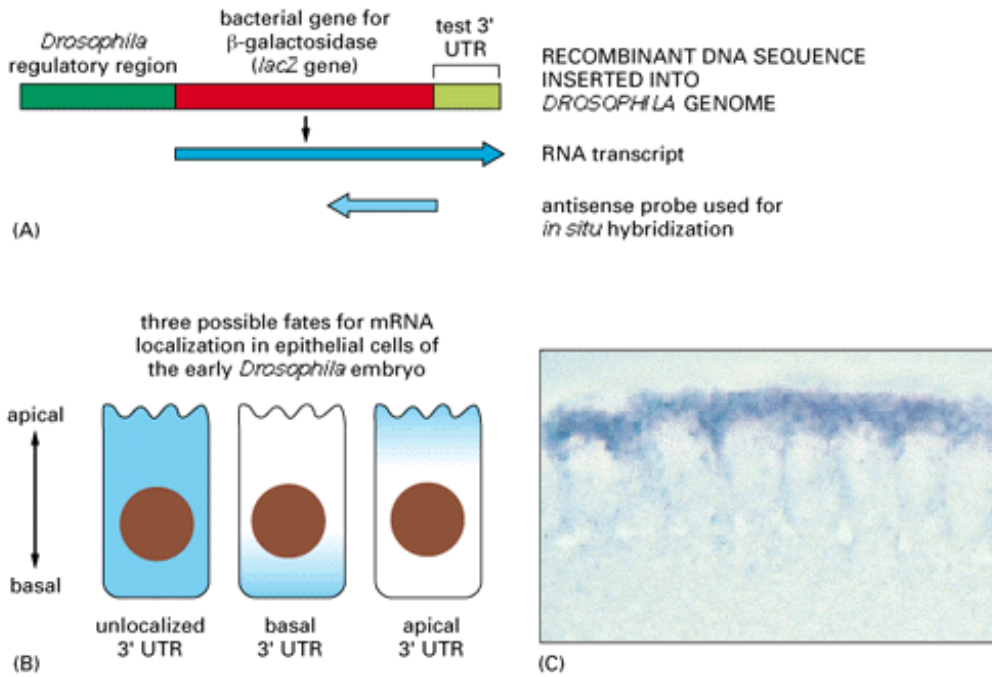 Drosophila
regulatory region
bacterial gene for
β-galactosidase
(lacZ gene)
test 3'
UTR
RECOMBINANT DNA SEQUENCE
INSERTED INTO
DROSOPHILA GENOME
RNA transcript
antisense probe used for
in situ hybridization
(A)
three possible fates for mRNA
localization in epithelial cells of
the early Drosophila embryo
apical
basal
unlocalized
3' UTR
basal
3' UTR
apical
3' UTR
(B)
(C)